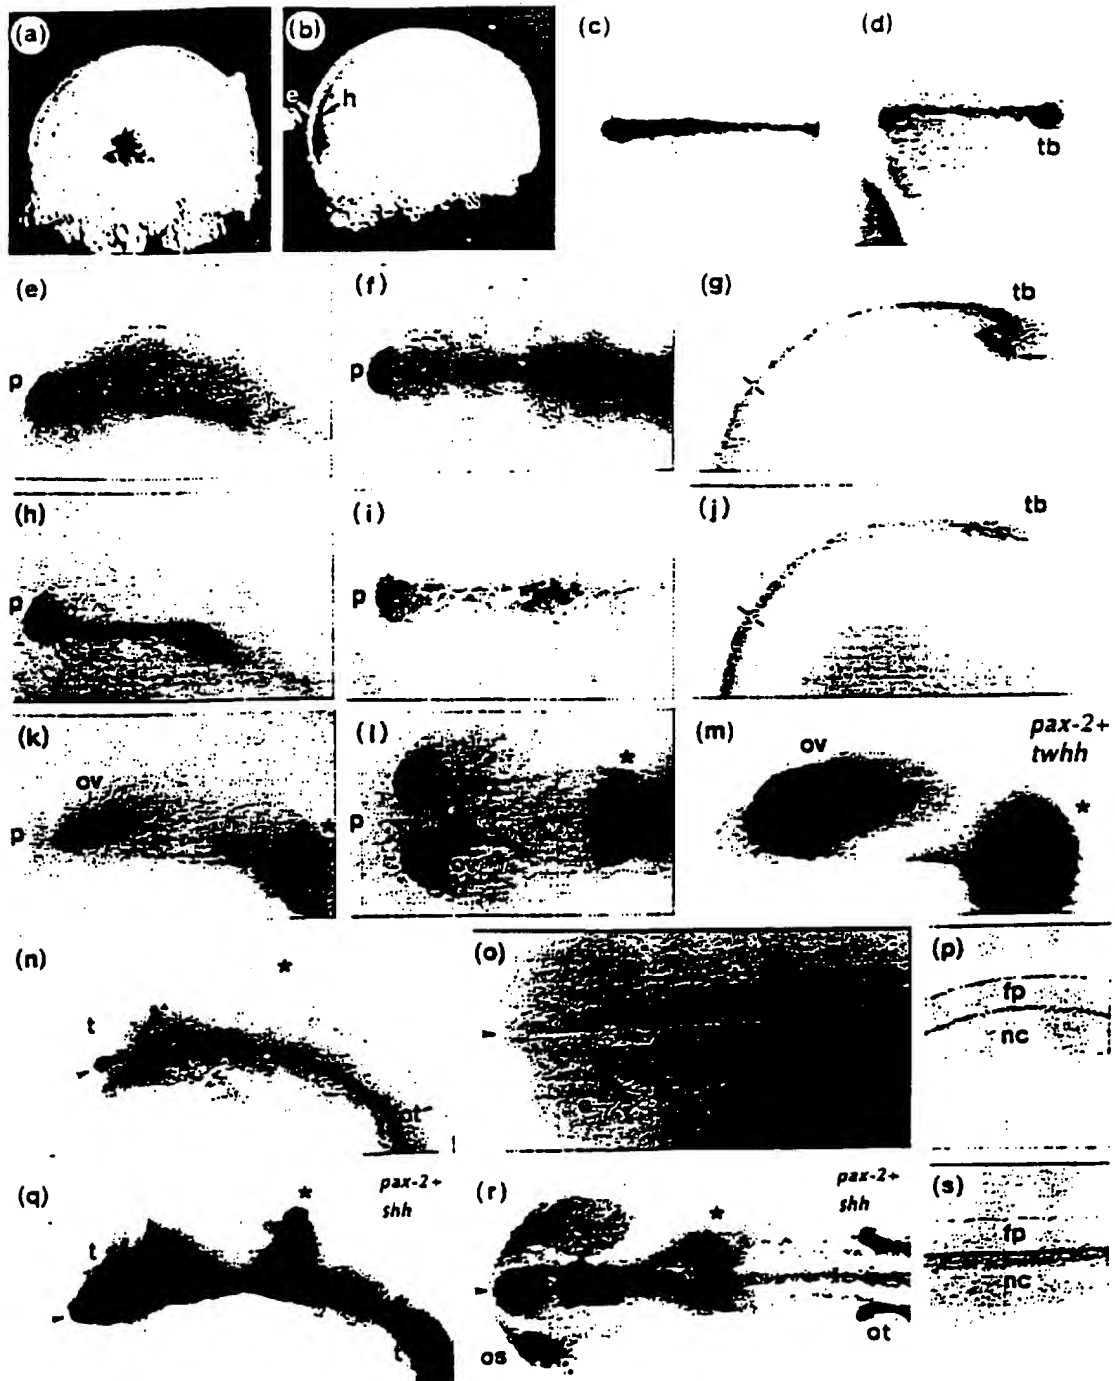 (a)
(b)
e
h
(c)
(d)
tb
(e)
p
(f)
p
(g)
tb
(h)
p
(i)
p
(j)
tb
(k)
ov
p
*
(l)
*
p
(m)
ov
pax-2+
twhh
*
(n)
*
t
ot
(o)
(p)
fp
nc
(q)
pax-2+
shh
*
t
t
(r)
pax-2+
shh
*
os
ot
(s)
fp
nc